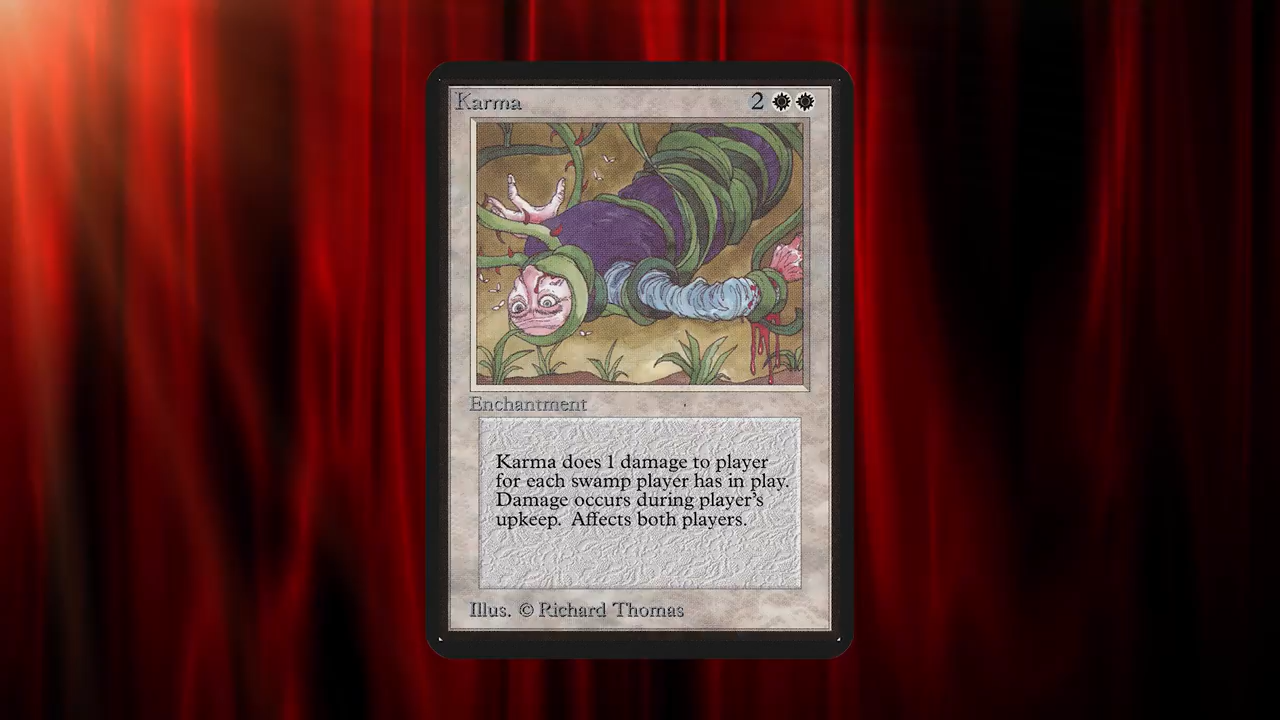 Karma 2
Enchantment
Karma does 1 damage to player
for each swamp player has in play.
Damage occurs during player's
upkeep. Affects both players.
Illus. © Richard Thomas